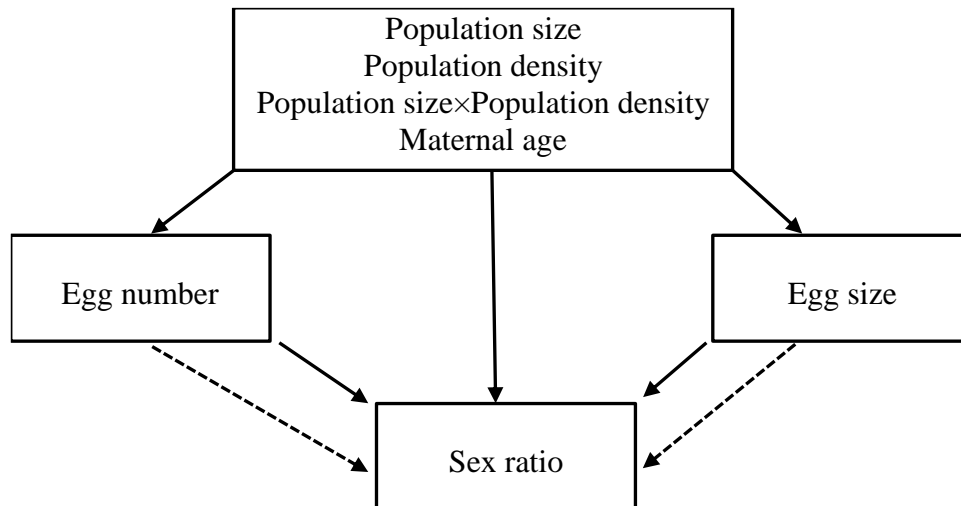 Population size
Population density
Population size×Population density
Maternal age
Egg number
Egg size
Sex ratio